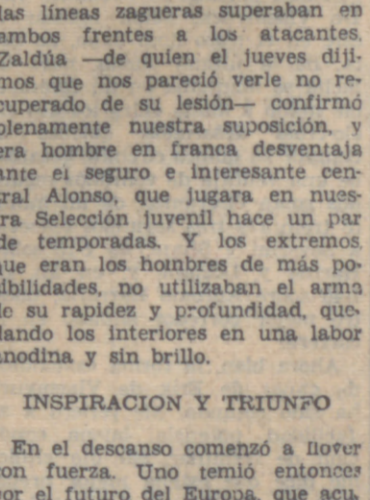 las líneas zagueras superaban en
ambos frentes a los atacantes.
Zaldúa —de quien el jueves diji-
mos que nos pareció verle no re-
cuperado de su lesión— confirmó
plenamente nuestra suposición, y
era hombre en franca desventaja
ante el seguro e interesante cen-
tral Alonso, que jugara en nues-
tra Selección juvenil hace un par
de temporadas. Y los extremos,
que eran los hombres de más po-
sibilidades, no utilizaban el arma
de su rapidez y profundidad, que-
dando los interiores en una labor
anodina y sin brillo.
INSPIRACION Y TRIUNFO
En el descanso comenzó a llover
con fuerza. Uno temió entonces
por el futuro del Europa, que acu-